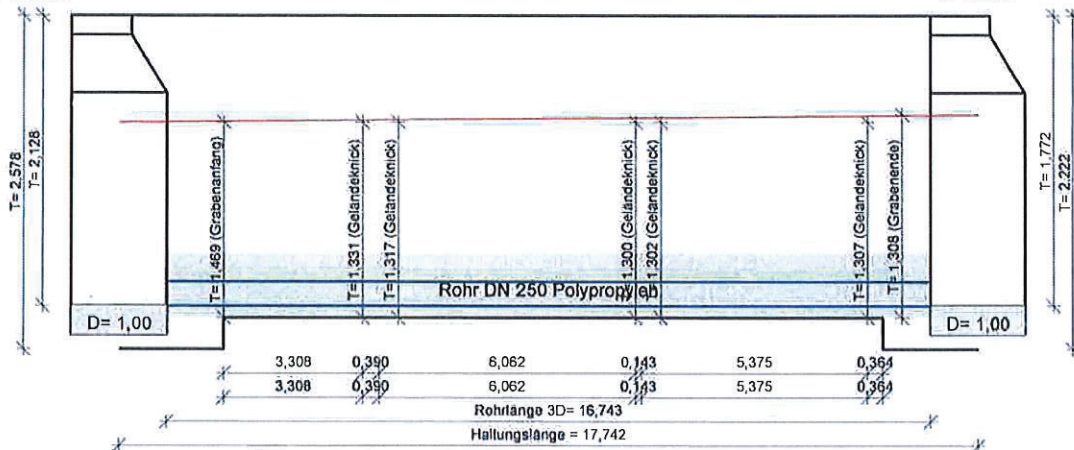 T= 2,578
T= 2,128
T= 1,469 (Grabenanfang)
T= 1,331 (Geländeknick)
T= 1,317 (Geländeknick)
T= 1,300 (Geländeknick)
T= 1,302 (Geländeknick)
T= 1,307 (Geländeknick)
T= 1,308 (Grabenende)
T= 1,772
T= 2,222
Rohr DN 250 Polypropylen
D= 1,00
D= 1,00
3,308 0,390 6,062 0,143 5,375 0,364
3,308 0,390 6,062 0,143 5,375 0,364
Rohrlänge 3D= 16,743
Haltungslänge = 17,742